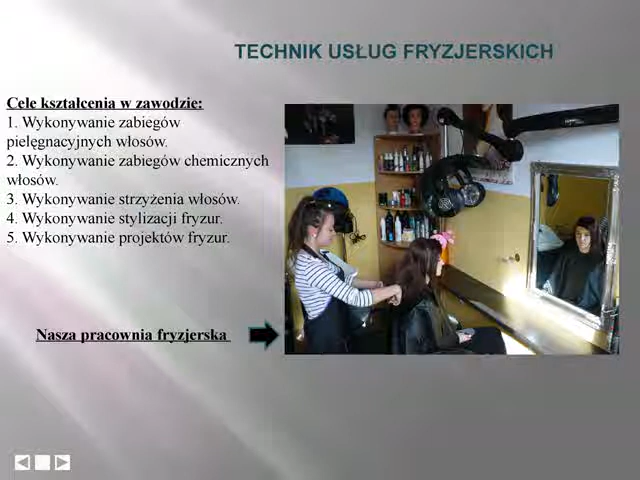 TECHNIK USŁUG FRYZJERSKICH
Cele kształcenia w zawodzie:
1. Wykonywanie zabiegów
pielęgnacyjnych włosów.
2. Wykonywanie zabiegów chemicznych
włosów.
3. Wykonywanie strzyżenia włosów.
4. Wykonywanie stylizacji fryzur.
5. Wykonywanie projektów fryzur.
Nasza pracownia fryzjerska